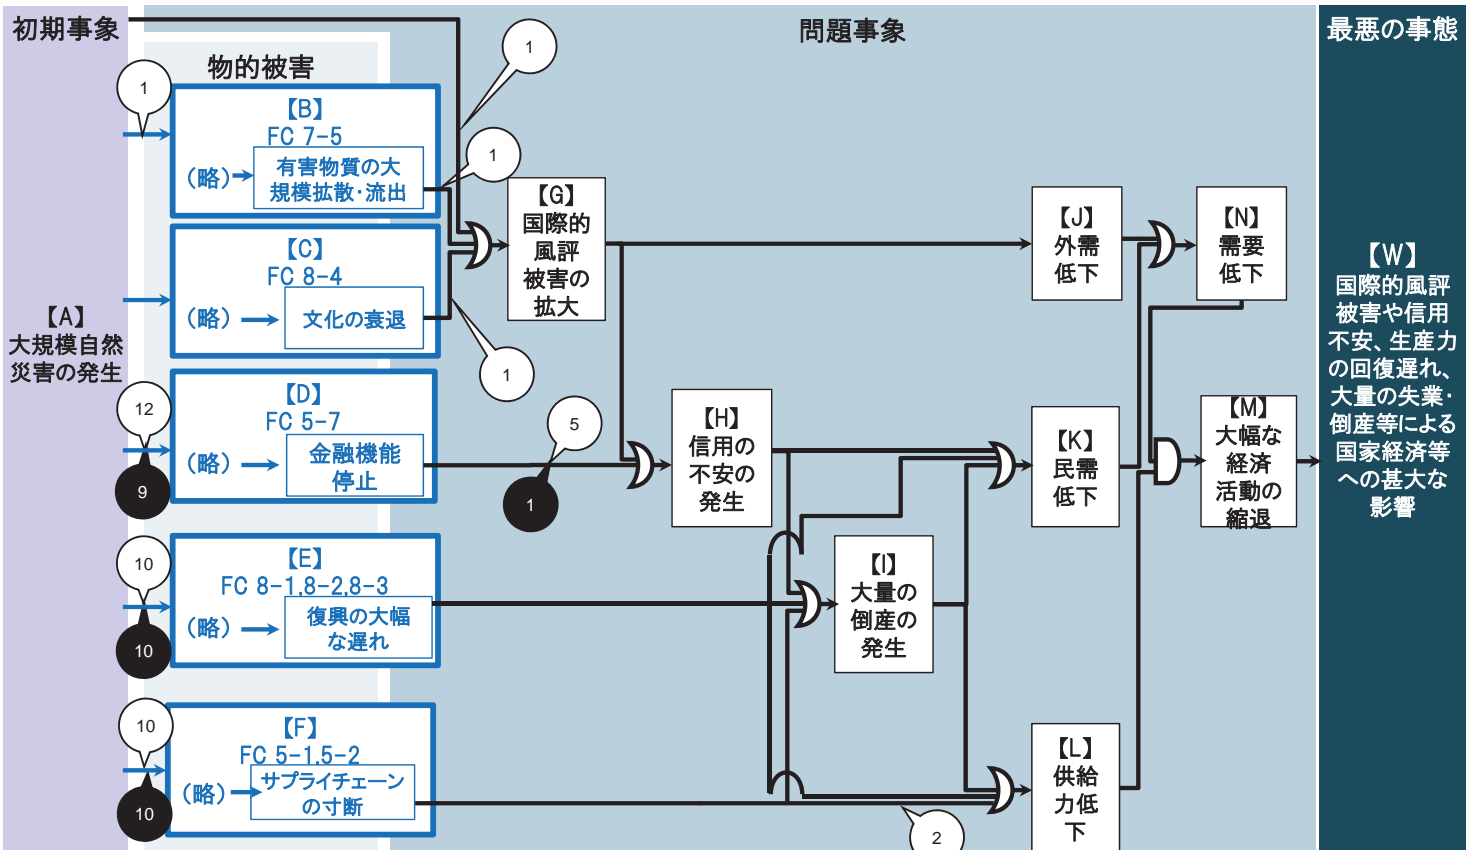 初期事象
問題事象
最悪の事態
物的被害
1
【B】
FC 7-5
(略)
有害物質の大
規模拡散・流出
1
1
【C】
FC 8-4
(略)
文化の衰退
1
【A】
大規模自然
災害の発生
12
9
【D】
FC 5-7
(略)
金融機能
停止
5
1
10
10
【E】
FC 8-1,8-2,8-3
(略)
復興の大幅
な遅れ
10
10
【F】
FC 5-1,5-2
(略)
サプライチェーン
の寸断
2
【G】
国際的
風評
被害の
拡大
【H】
信用の
不安の
発生
【I】
大量の
倒産の
発生
【J】
外需
低下
【K】
民需
低下
【L】
供給
力低
下
【N】
需要
低下
【M】
大幅な
経済
活動の
縮退
【W】
国際的風評
被害や信用
不安、生産力
の回復遅れ、
大量の失業・
倒産等による
国家経済等
への甚大な
影響